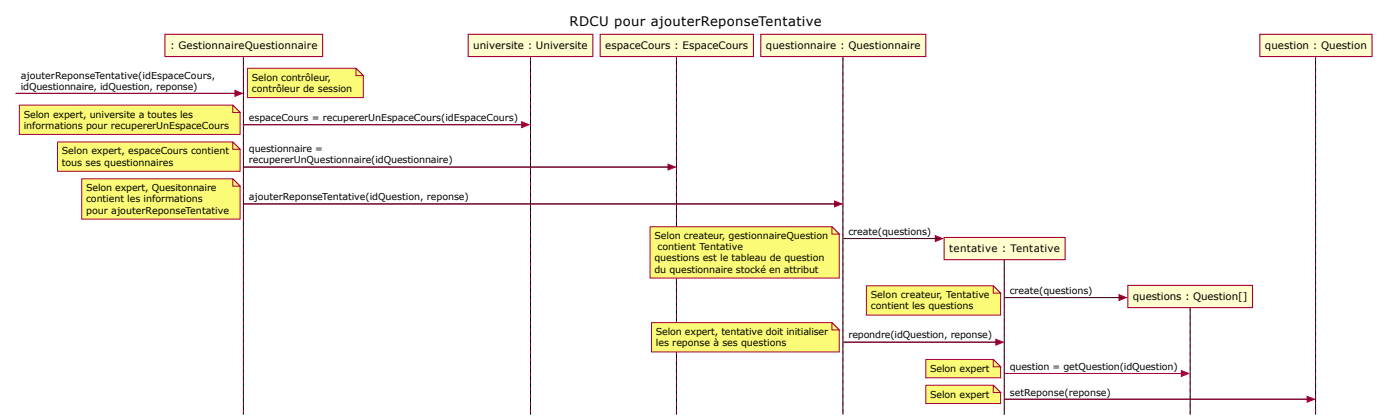 RDCU pour ajouterReponseTentative
: GestionnaireQuestionnaire
universite : Universite
espaceCours : EspaceCours
questionnaire : Questionnaire
question : Question
ajouterReponseTentative(idEspaceCours,
idQuestionnaire, idQuestion, reponse)
Selon contrôleur,
contrôleur de session
Selon expert, universite a toutes les
informations pour recupererUnEspaceCours
espaceCours = recupererUnEspaceCours(idEspaceCours)
Selon expert, espaceCours contient
tous ses questionnaires
questionnaire =
recupererUnQuestionnaire(idQuestionnaire)
Selon expert, Quesitonnaire
contient les informations
pour ajouterReponseTentative
ajouterReponseTentative(idQuestion, reponse)
Selon createur, gestionnaireQuestion
contient Tentative
questions est le tableau de question
du questionnaire stocké en attribut
create(questions)
tentative : Tentative
Selon createur, Tentative
contient les questions
create(questions)
questions : Question[]
Selon expert, tentative doit initialiser
les reponse à ses questions
repondre(idQuestion, reponse)
Selon expert
question = getQuestion(idQuestion)
Selon expert
setReponse(reponse)